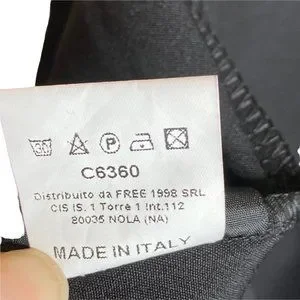 C6360
Distribuito da FREE 1998 SRL
CIS IS. 1 Torre 1 Int.112
80035 NOLA (NA)
MADE IN ITALY